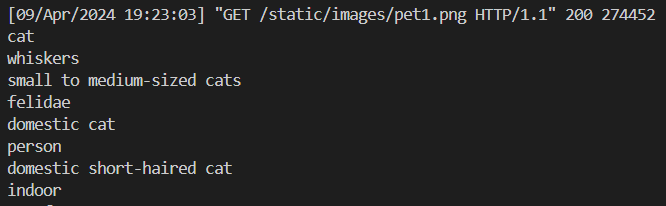 [09/Apr/2024 19:23:03] "GET /static/images/pet1.png HTTP/1.1" 200 274452
cat
whiskers
small to medium-sized cats
felidae
domestic cat
person
domestic short-haired cat
indoor